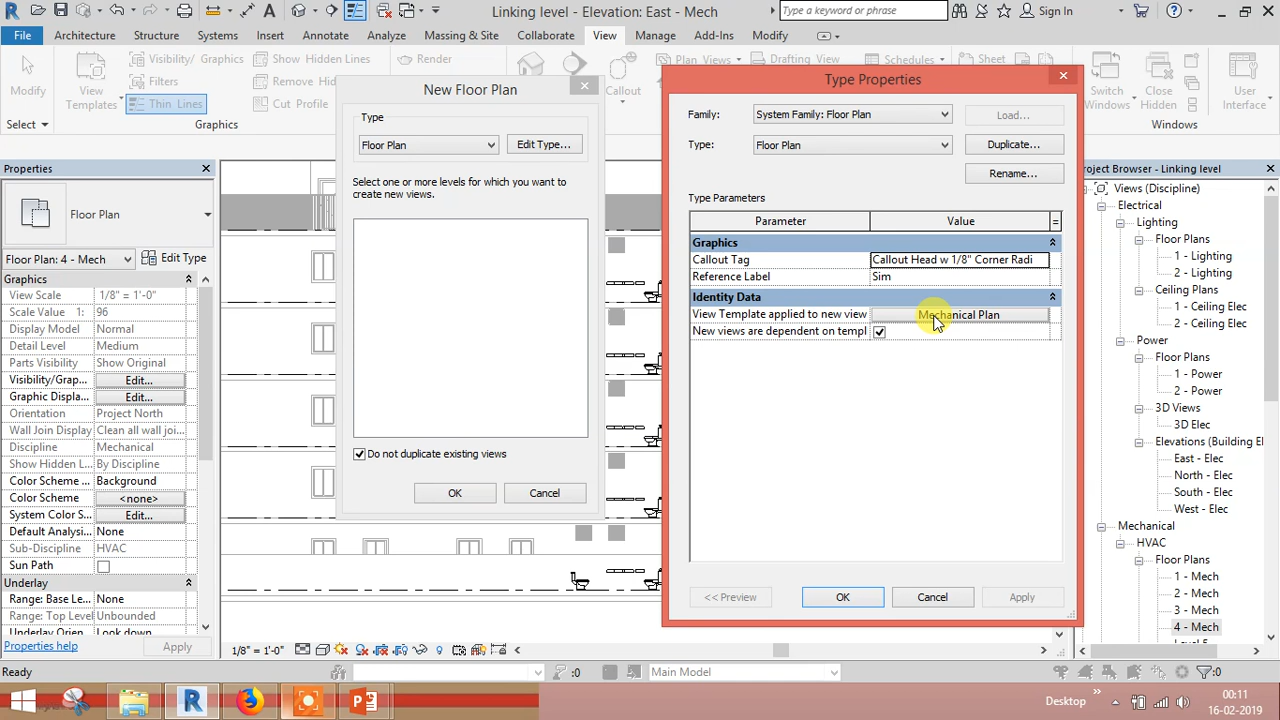 Linking level - Elevation: East - Mech
Type a keyword or phrase
Sign In
File
Architecture
Structure
Systems
Insert
Annotate
Analyze
Massing & Site
Collaborate
View
Manage
Add-Ins
Modify
Modify
View
Templates
Visibility/ Graphics
Filters
Thin Lines
Show Hidden Lines
Remove Hid
Cut Profile
Render
Callout
Plan Views
Drafting View
Schedules
Sheet
Switch
Windows
Close
Hidden
User
Interface
Select
Graphics
Windows
Properties
Floor Plan
Floor Plan: 4 - Mech
Edit Type
Graphics
View Scale 1/8" = 1'-0"
Scale Value 1: 96
Detail Level Medium
Parts Visibility Show Original
Visibility/Grap... Edit...
Graphic Displa... Edit...
Orientation Project North
Wall Join Display Clean all wall joi...
Discipline Mechanical
Show Hidden L... By Discipline
Color Scheme ... Background
Color Scheme <none>
System Color S... Edit...
Default Analysi... None
Sub-Discipline HVAC
Sun Path
Underlay
Range: Base Le... None
Range: Top Level Unbounded
Underlay Orien... Look down
Properties help
Apply
New Floor Plan
Type
Floor Plan
Edit Type...
Select one or more levels for which you want to
create new views.
Do not duplicate existing views
OK
Cancel
Type Properties
Family:
System Family: Floor Plan
Load...
Type:
Floor Plan
Duplicate...
Rename...
Type Parameters
Parameter Value =
Graphics
Callout Tag Callout Head w 1/8" Corner Radi
Reference Label Sim
Identity Data
View Template applied to new view Mechanical Plan
New views are dependent on templ
<< Preview
OK
Cancel
Apply
roject Browser - Linking level
Views (Discipline)
Electrical
Lighting
Floor Plans
1 - Lighting
2 - Lighting
Ceiling Plans
1 - Ceiling Elec
2 - Ceiling Elec
Power
Floor Plans
1 - Power
2 - Power
3D Views
3D Elec
Elevations (Building El
East - Elec
North - Elec
South - Elec
West - Elec
Mechanical
HVAC
Floor Plans
1 - Mech
2 - Mech
3 - Mech
4 - Mech
1/8" = 1'-0"
Ready
:0
Main Model
:0
Desktop
00:11
16-02-2019